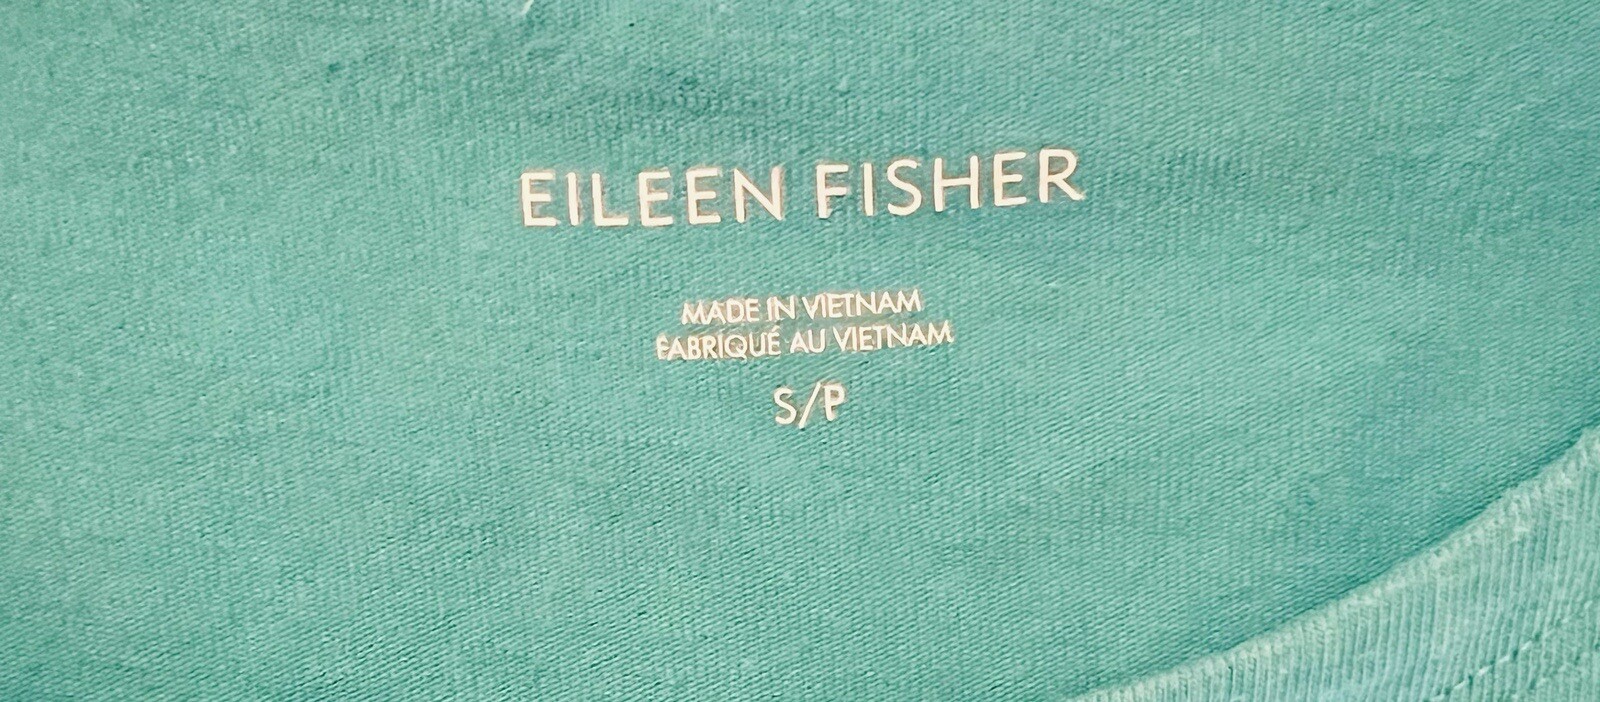 EILEEN FISHER
MADE IN VIETNAM
FABRIQUÉ AU VIETNAM
S/P